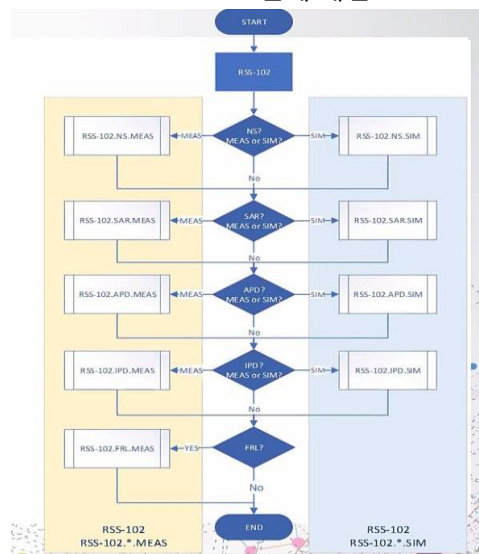 START
RSS-102
NS?
MEAS or SIM?
MEAS
SIM
RSS-102.NS.MEAS
RSS-102.NS.SIM
No
SAR?
MEAS or SIM?
MEAS
SIM
RSS-102.SAR.MEAS
RSS-102.SAR.SIM
No
APD?
MEAS or SIM?
MEAS
SIM
RSS-102.APD.MEAS
RSS-102.APD.SIM
No
IPD?
MEAS or SIM?
MEAS
SIM
RSS-102.IPD.MEAS
RSS-102.IPD.SIM
No
FRL?
YES
RSS-102.FRL.MEAS
No
END
RSS-102
RSS-102.*.MEAS
RSS-102
RSS-102.*.SIM